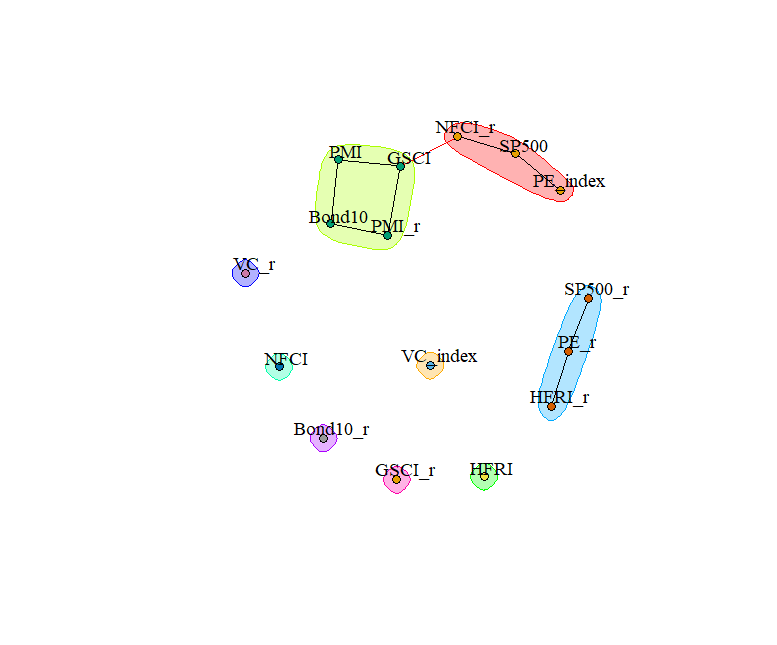 NFCI_r
SP500
PMI
GSCI
PE_index
Bond10
PMI_r
VC_r
SP500_r
PE_r
VC_index
NFCI
HFRI_r
Bond10_r
GSCI_r
HFRI